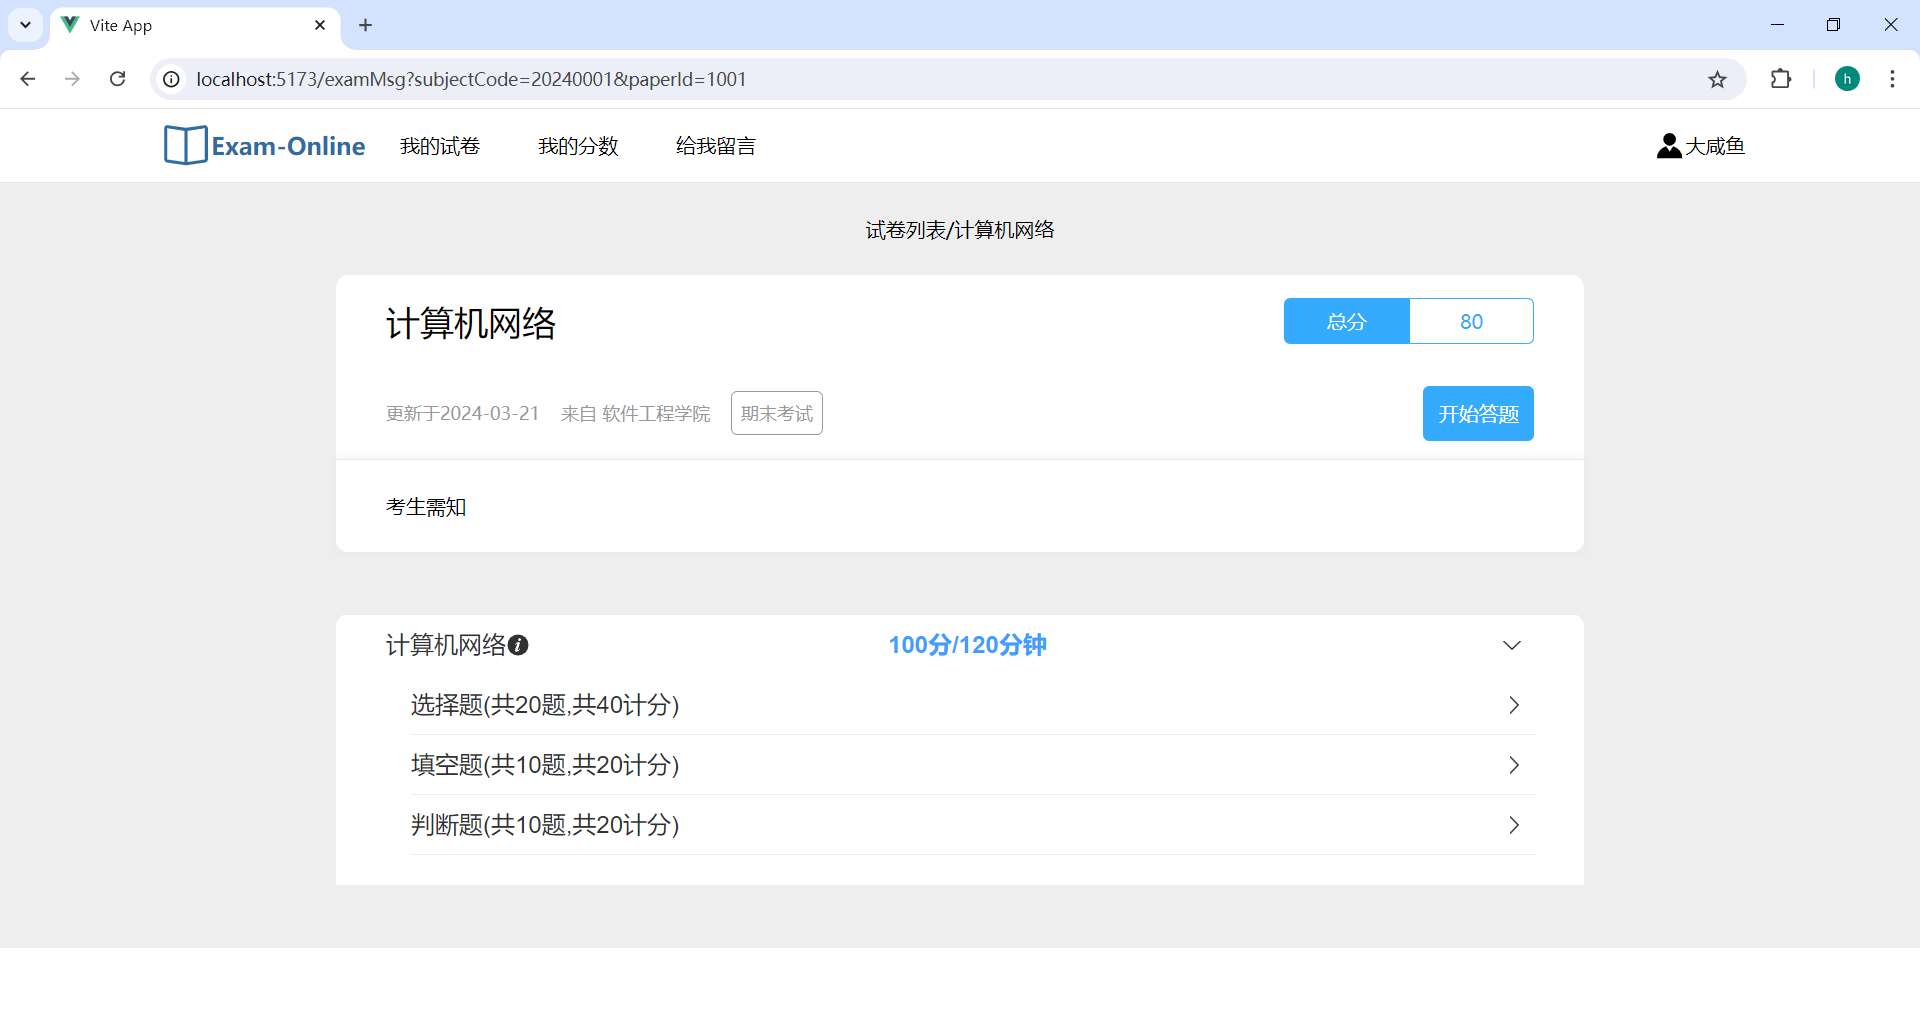 Vite App
localhost:5173/examMsg?subjectCode=20240001&paperId=1001
h
Exam-Online 我的试卷 我的分数 给我留言 大咸鱼
试卷列表/计算机网络
计算机网络 总分 80
更新于2024-03-21 来自 软件工程学院 期末考试 开始答题
考生需知
计算机网络 100分/120分钟
选择题(共20题,共40计分)
填空题(共10题,共20计分)
判断题(共10题,共20计分)